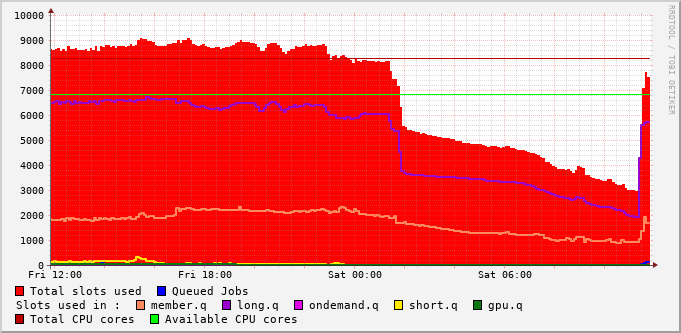 10000
9000
8000
7000
6000
5000
4000
3000
2000
1000
0
Fri 12:00 Fri 18:00 Sat 00:00 Sat 06:00
RRDTOOL / TOBI OETIKER
Total slots used Queued Jobs
Slots used in : member.q long.q ondemand.q short.q gpu.q
Total CPU cores Available CPU cores